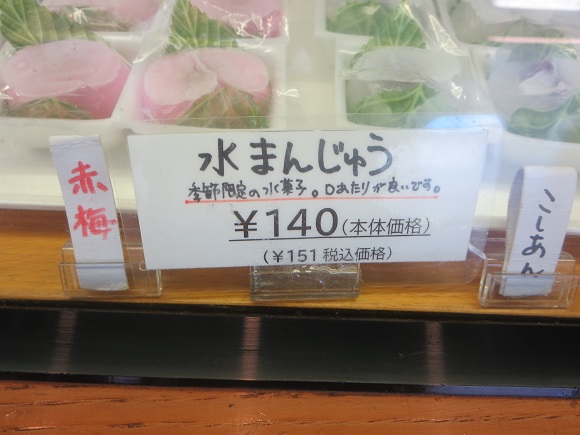 水まんじゅう
季節限定の水菓子。口あたりが良いです。
¥140(本体価格)
(¥151 税込価格)
赤梅
こしあん